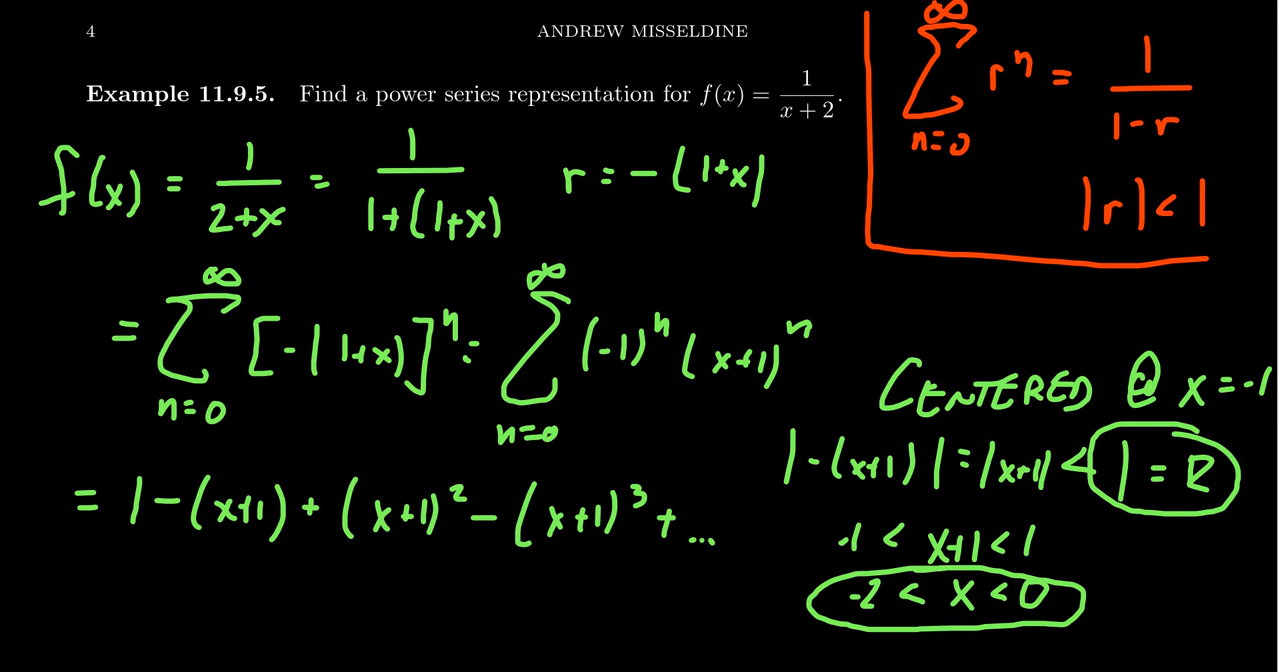 4 ANDREW MISSELDINE
Example 11.9.5. Find a power series representation for f(x) = 1/(x + 2).
∑_{n=0}^{∞} r^n = 1/(1-r)
|r| < 1
f(x) = 1/(2+x) = 1/(1+(1+x)) r = -(1+x)
= ∑_{n=0}^{∞} [-(1+x)]^n = ∑_{n=0}^{∞} (-1)^n (x+1)^n
= 1 - (x+1) + (x+1)^2 - (x+1)^3 + ...
CENTERED @ x = -1
|-(x+1)| = |x+1| < 1 = R
-1 < x+1 < 1
-2 < x < 0